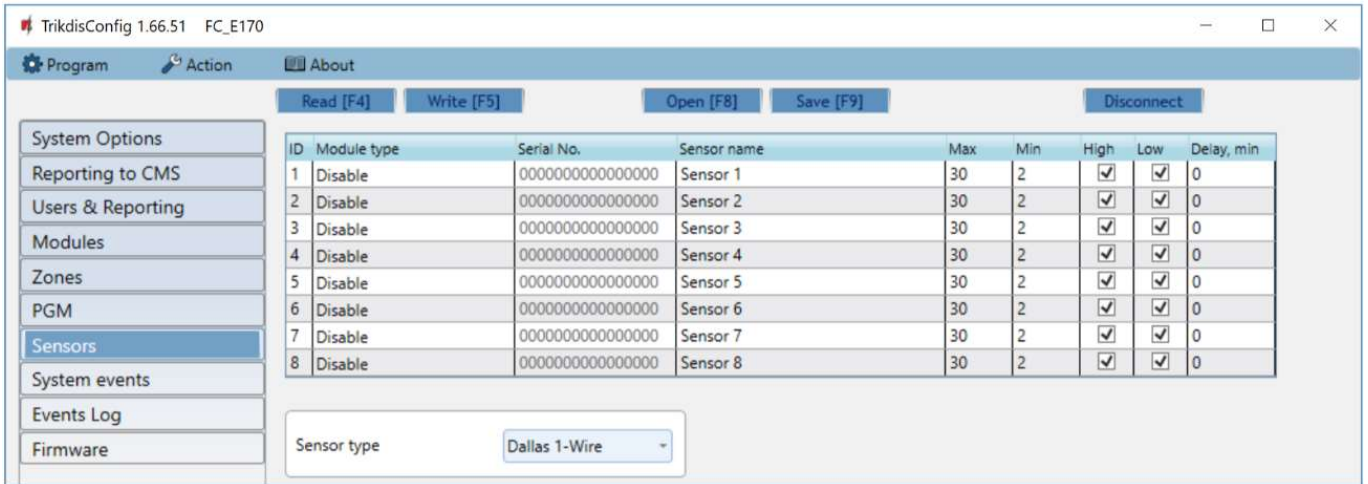 TrikdisConfig 1.66.51 FC_E170
Program Action About
Read [F4] Write [F5] Open [F8] Save [F9] Disconnect
System Options
Reporting to CMS
Users & Reporting
Modules
Zones
PGM
Sensors
System events
Events Log
Firmware
ID Module type Serial No. Sensor name Max Min High Low Delay, min
1 Disable 0000000000000000 Sensor 1 30 2 0
2 Disable 0000000000000000 Sensor 2 30 2 0
3 Disable 0000000000000000 Sensor 3 30 2 0
4 Disable 0000000000000000 Sensor 4 30 2 0
5 Disable 0000000000000000 Sensor 5 30 2 0
6 Disable 0000000000000000 Sensor 6 30 2 0
7 Disable 0000000000000000 Sensor 7 30 2 0
8 Disable 0000000000000000 Sensor 8 30 2 0
Sensor type Dallas 1-Wire